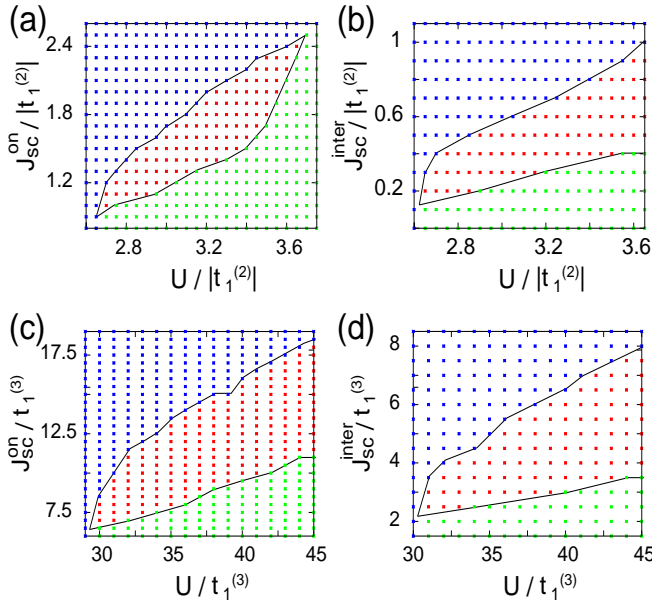 (a)
2.4
1.8
1.2
J_sc^on / |t_1^(2)|
2.8 3.2 3.6
U / |t_1^(2)|
(b)
1
0.6
0.2
J_sc^inter / |t_1^(2)|
2.8 3.2 3.6
U / |t_1^(2)|
(c)
17.5
12.5
7.5
J_sc^on / t_1^(3)
30 35 40 45
U / t_1^(3)
(d)
8
6
4
2
J_sc^inter / t_1^(3)
30 35 40 45
U / t_1^(3)